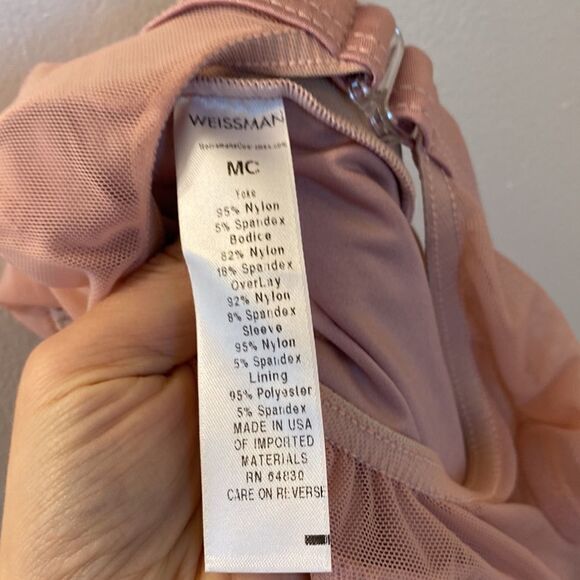 WEISSMAN
MC
Yoke
95% Nylon
5% Spandex
Bodice
82% Nylon
18% Spandex
OverLay
92% Nylon
8% Spandex
Sleeve
95% Nylon
5% Spandex
Lining
95% Polyester
5% Spandex
MADE IN USA
OF IMPORTED
MATERIALS
RN 64830
CARE ON REVERSE